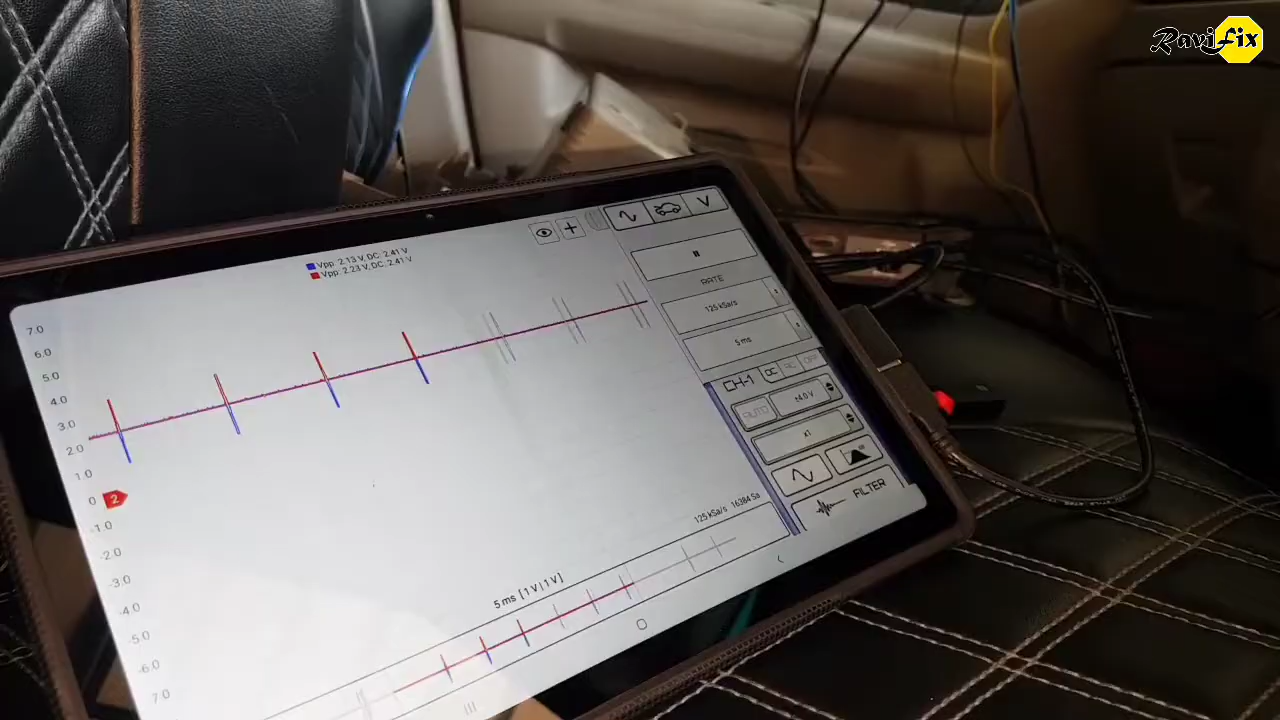 RaviFix
Vpp: 2.13 V, DC: 2.41 V
Vpp: 2.23 V, DC: 2.41 V
V
RATE
125 kSa/s
5 ms
CH-1 DC AC OFF
AUTO ±4.0 V
x1
FILTER
7.0
6.0
5.0
4.0
3.0
2.0
1.0
0
2
-1.0
-2.0
-3.0
-4.0
-5.0
-6.0
7.0
125 kSa/s 16384 Sa
5 ms [1 V | 1 V]